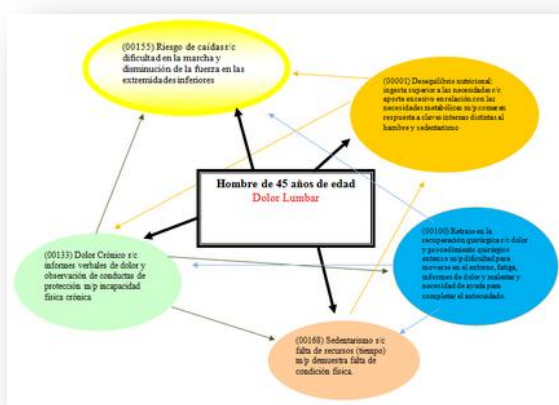 (00155) Riesgo de caídas r/c
dificultad en la marcha y
disminución de la fuerza en las
extremidades inferiores
(00001) Desequilibrio nutricional:
ingesta superior a las necesidades r/c
aporte excesivo en relación con las
necesidades metabólicas m/p comer en
respuesta a claves internas distintas al
hambre y sedentarismo
Hombre de 45 años de edad
Dolor Lumbar
(00133) Dolor Crónico r/c
informes verbales de dolor y
observación de conductas de
protección m/p incapacidad
física crónica
(00100) Retraso en la
recuperación quirúrgica r/c dolor
y procedimiento quirúrgico
extenso m/p dificultad para
moverse en el entorno, fatiga,
informes de dolor y malestar y
necesidad de ayuda para
completar el autocuidado.
(00168) Sedentarismo r/c
falta de recursos (tiempo)
m/p demuestra falta de
condición física.